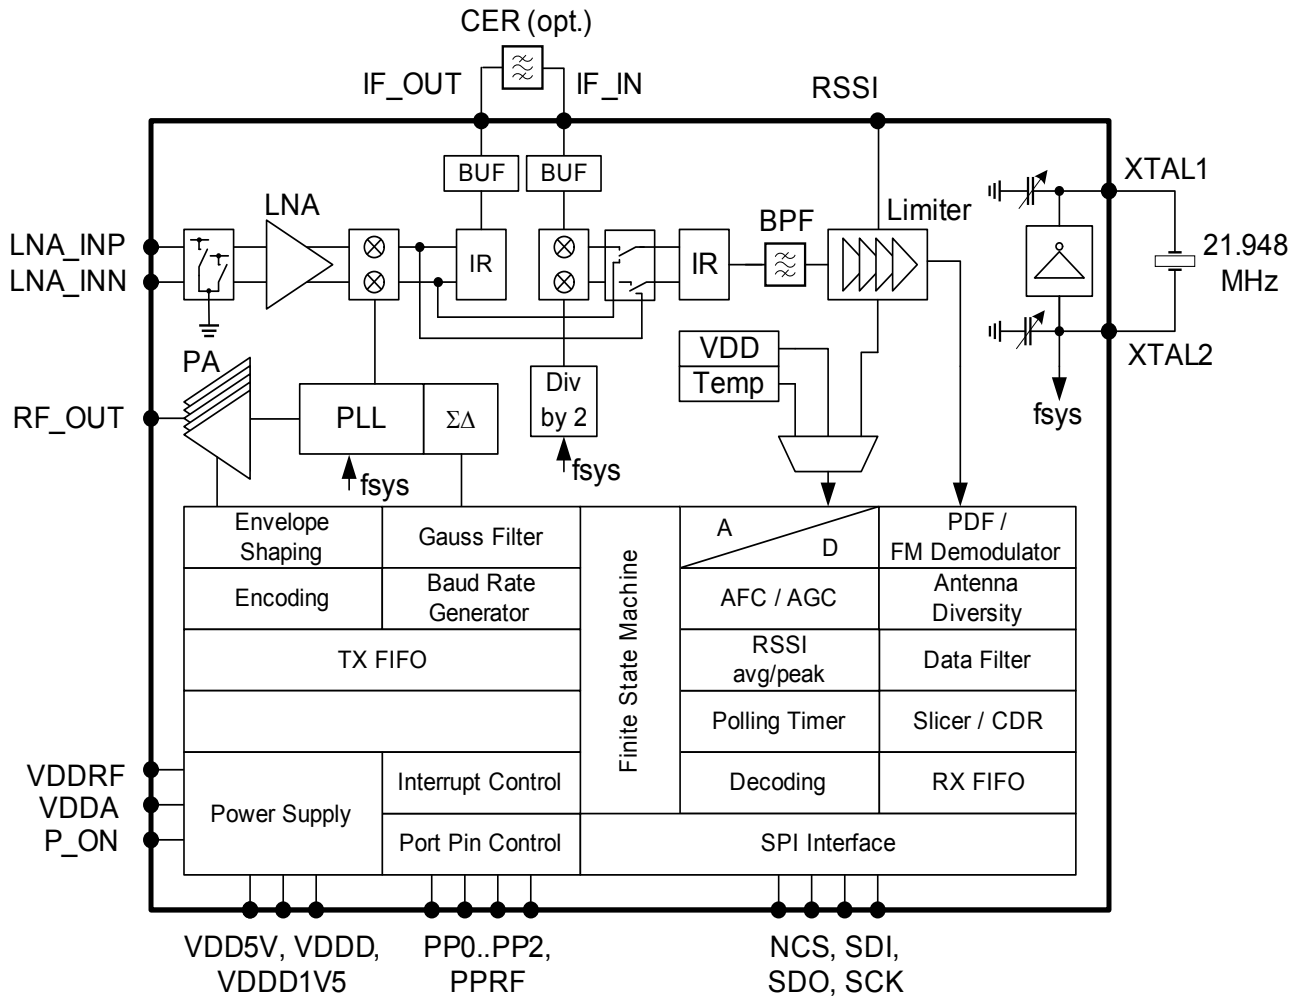 CER (opt.)
IF_OUT
IF_IN
RSSI
BUF
BUF
XTAL1
LNA
BPF
Limiter
LNA_INP
LNA_INN
IR
IR
21.948
MHz
XTAL2
PA
VDD
Temp
RF_OUT
PLL
ΣΔ
Div
by 2
fsys
fsys
fsys
Envelope
Shaping
Gauss Filter
Finite State Machine
A
D
PDF /
FM Demodulator
Encoding
Baud Rate
Generator
AFC / AGC
Antenna
Diversity
TX FIFO
RSSI
avg/peak
Data Filter
Polling Timer
Slicer / CDR
VDDRF
VDDA
P_ON
Power Supply
Interrupt Control
Decoding
RX FIFO
Port Pin Control
SPI Interface
VDD5V, VDDD,
VDDD1V5
PP0..PP2,
PPRF
NCS, SDI,
SDO, SCK